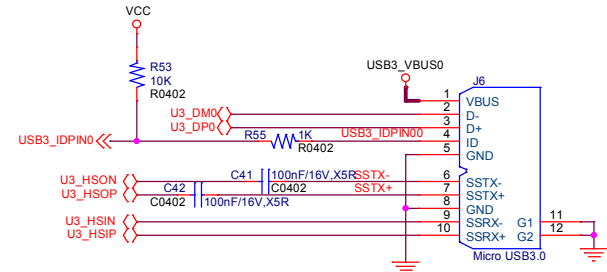 VCC
R53
10K
R0402
USB3_VBUS0
J6
U3_DM0
U3_DP0
USB3_IDPIN0
R55
1K
R0402
USB3_IDPIN00
1 VBUS
2 D-
3 D+
4 ID
5 GND
U3_HSON
U3_HSOP
C41
100nF/16V,X5R
C0402
C42
100nF/16V,X5R
C0402
SSTX-
SSTX+
6 SSTX-
7 SSTX+
8 GND
9 SSRX-
10 SSRX+
U3_HSIN
U3_HSIP
G1 11
G2 12
Micro USB3.0